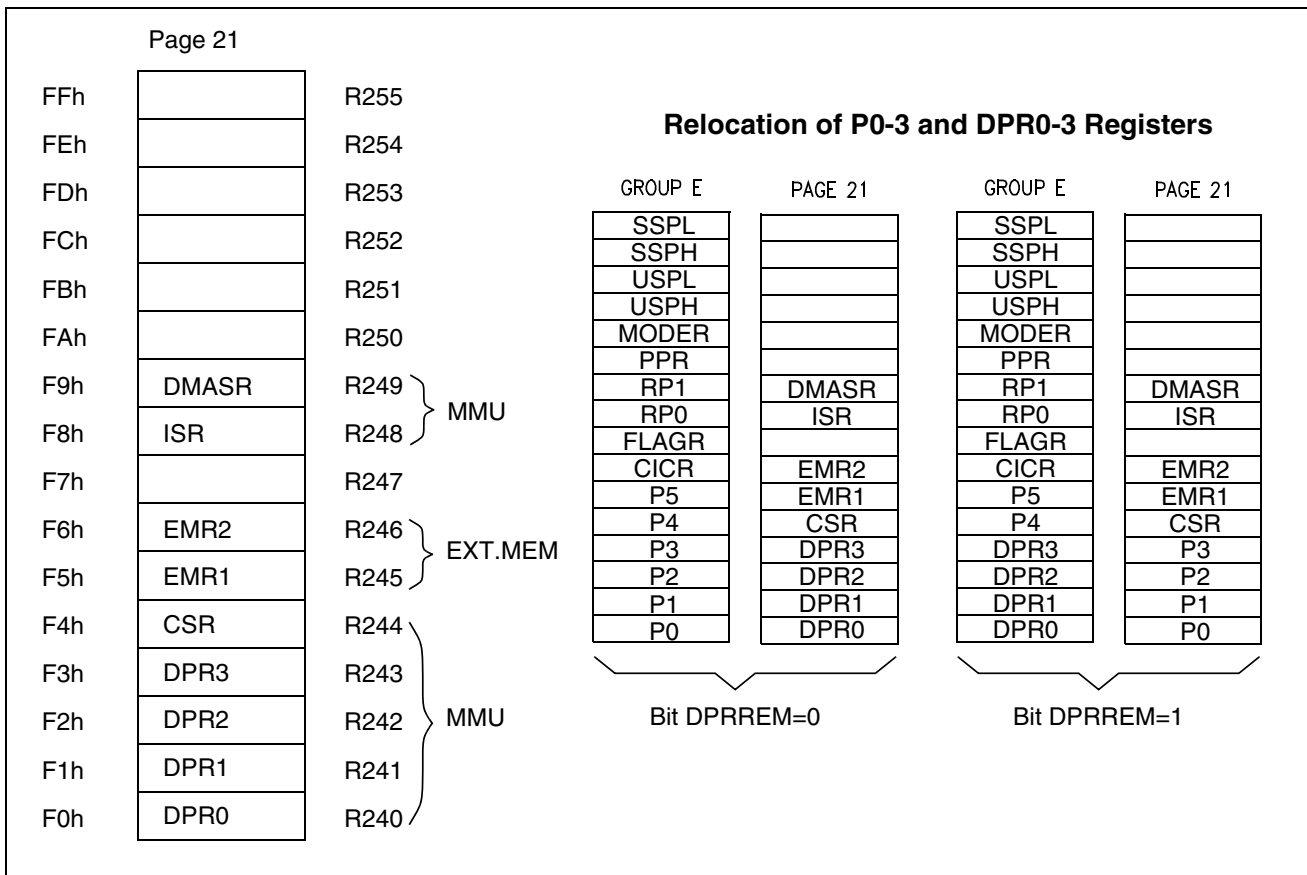 Page 21
FFh R255
FEh R254
FDh R253
FCh R252
FBh R251
FAh R250
F9h DMASR R249
F8h ISR R248
MMU
F7h R247
F6h EMR2 R246
F5h EMR1 R245
EXT.MEM
F4h CSR R244
F3h DPR3 R243
F2h DPR2 R242
F1h DPR1 R241
F0h DPR0 R240
MMU
Relocation of P0-3 and DPR0-3 Registers
GROUP E PAGE 21 GROUP E PAGE 21
SSPL SSPL
SSPH SSPH
USPL USPL
USPH USPH
MODER MODER
PPR PPR
RP1 DMASR RP1 DMASR
RP0 ISR RP0 ISR
FLAGR FLAGR
CICR EMR2 CICR EMR2
P5 EMR1 P5 EMR1
P4 CSR P4 CSR
P3 DPR3 DPR3 P3
P2 DPR2 DPR2 P2
P1 DPR1 DPR1 P1
P0 DPR0 DPR0 P0
Bit DPRREM=0 Bit DPRREM=1